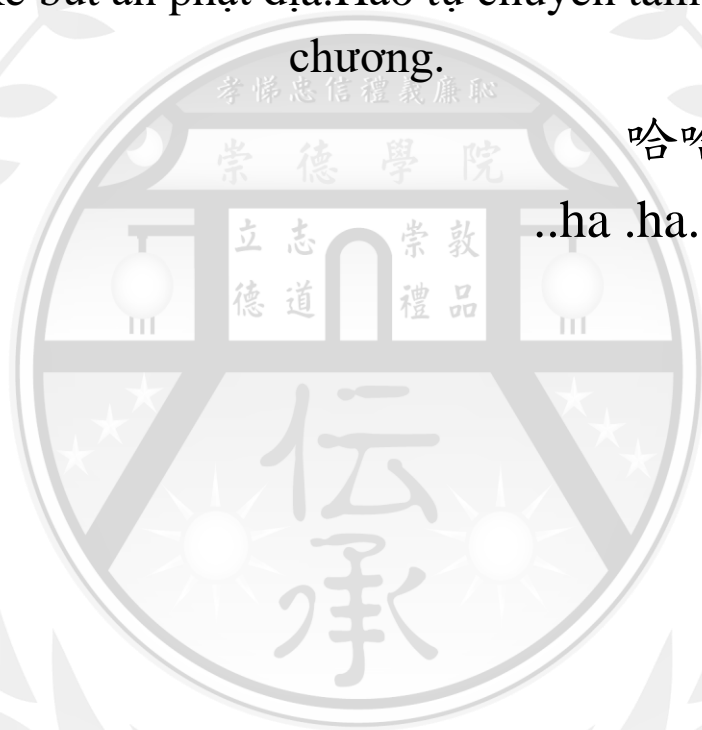 chương.
孝悌忠信禮義廉恥
哈
崇德學院
..ha .ha.
立志 崇敦
德道 禮品
伝
承